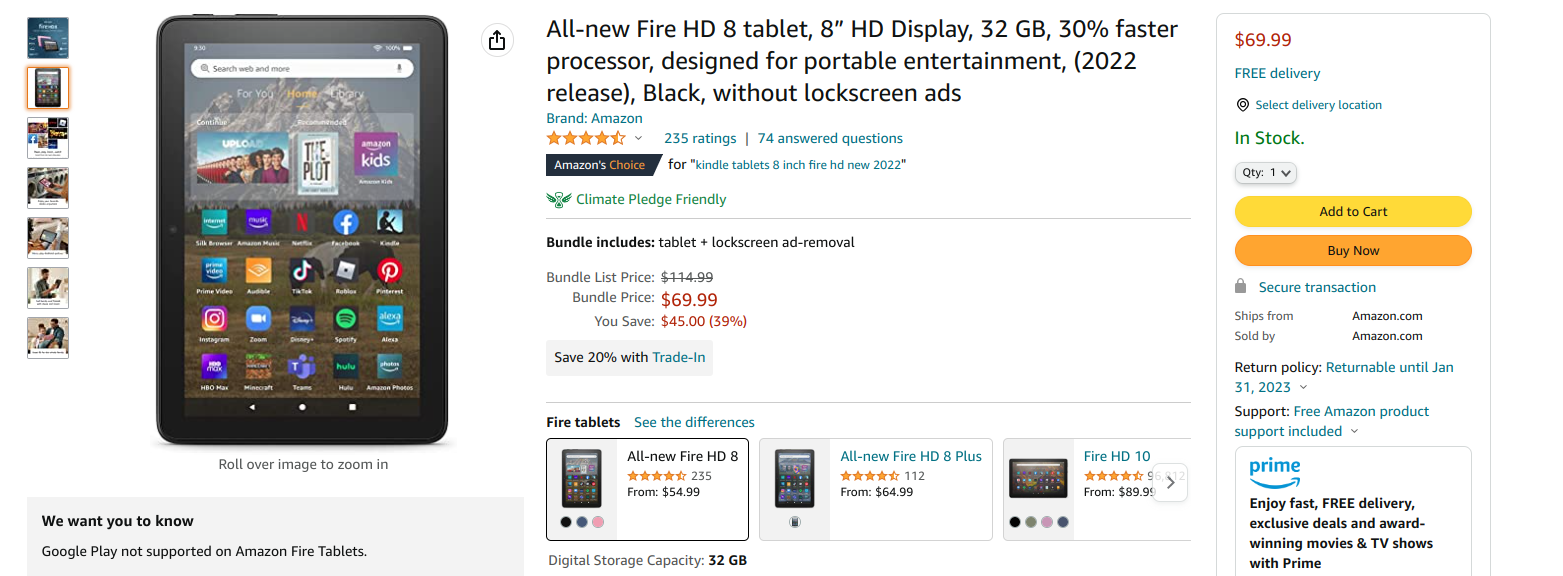 9:30
100%
Search web and more
For You Home Library
Continue Recommended
UPLOAD
THE PLOT
amazon kids
Amazon Kids
Silk Browser Amazon Music Netflix Facebook Kindle
Prime Video Audible TikTok Roblox Pinterest
Instagram Zoom Disney+ Spotify Alexa
HBO Max Minecraft Teams Hulu Amazon Photos
Roll over image to zoom in
We want you to know
Google Play not supported on Amazon Fire Tablets.
All-new Fire HD 8 tablet, 8” HD Display, 32 GB, 30% faster
processor, designed for portable entertainment, (2022
release), Black, without lockscreen ads
Brand: Amazon
235 ratings | 74 answered questions
Amazon's Choice for "kindle tablets 8 inch fire hd new 2022"
Climate Pledge Friendly
Bundle includes: tablet + lockscreen ad-removal
Bundle List Price: $114.99
Bundle Price: $69.99
You Save: $45.00 (39%)
Save 20% with Trade-In
Fire tablets See the differences
All-new Fire HD 8
235
From: $54.99
All-new Fire HD 8 Plus
112
From: $64.99
Fire HD 10
From: $89.99
Digital Storage Capacity: 32 GB
$69.99
FREE delivery
Select delivery location
In Stock.
Qty: 1
Add to Cart
Buy Now
Secure transaction
Ships from Amazon.com
Sold by Amazon.com
Return policy: Returnable until Jan
31, 2023
Support: Free Amazon product
support included
prime
Enjoy fast, FREE delivery,
exclusive deals and award-
winning movies & TV shows
with Prime